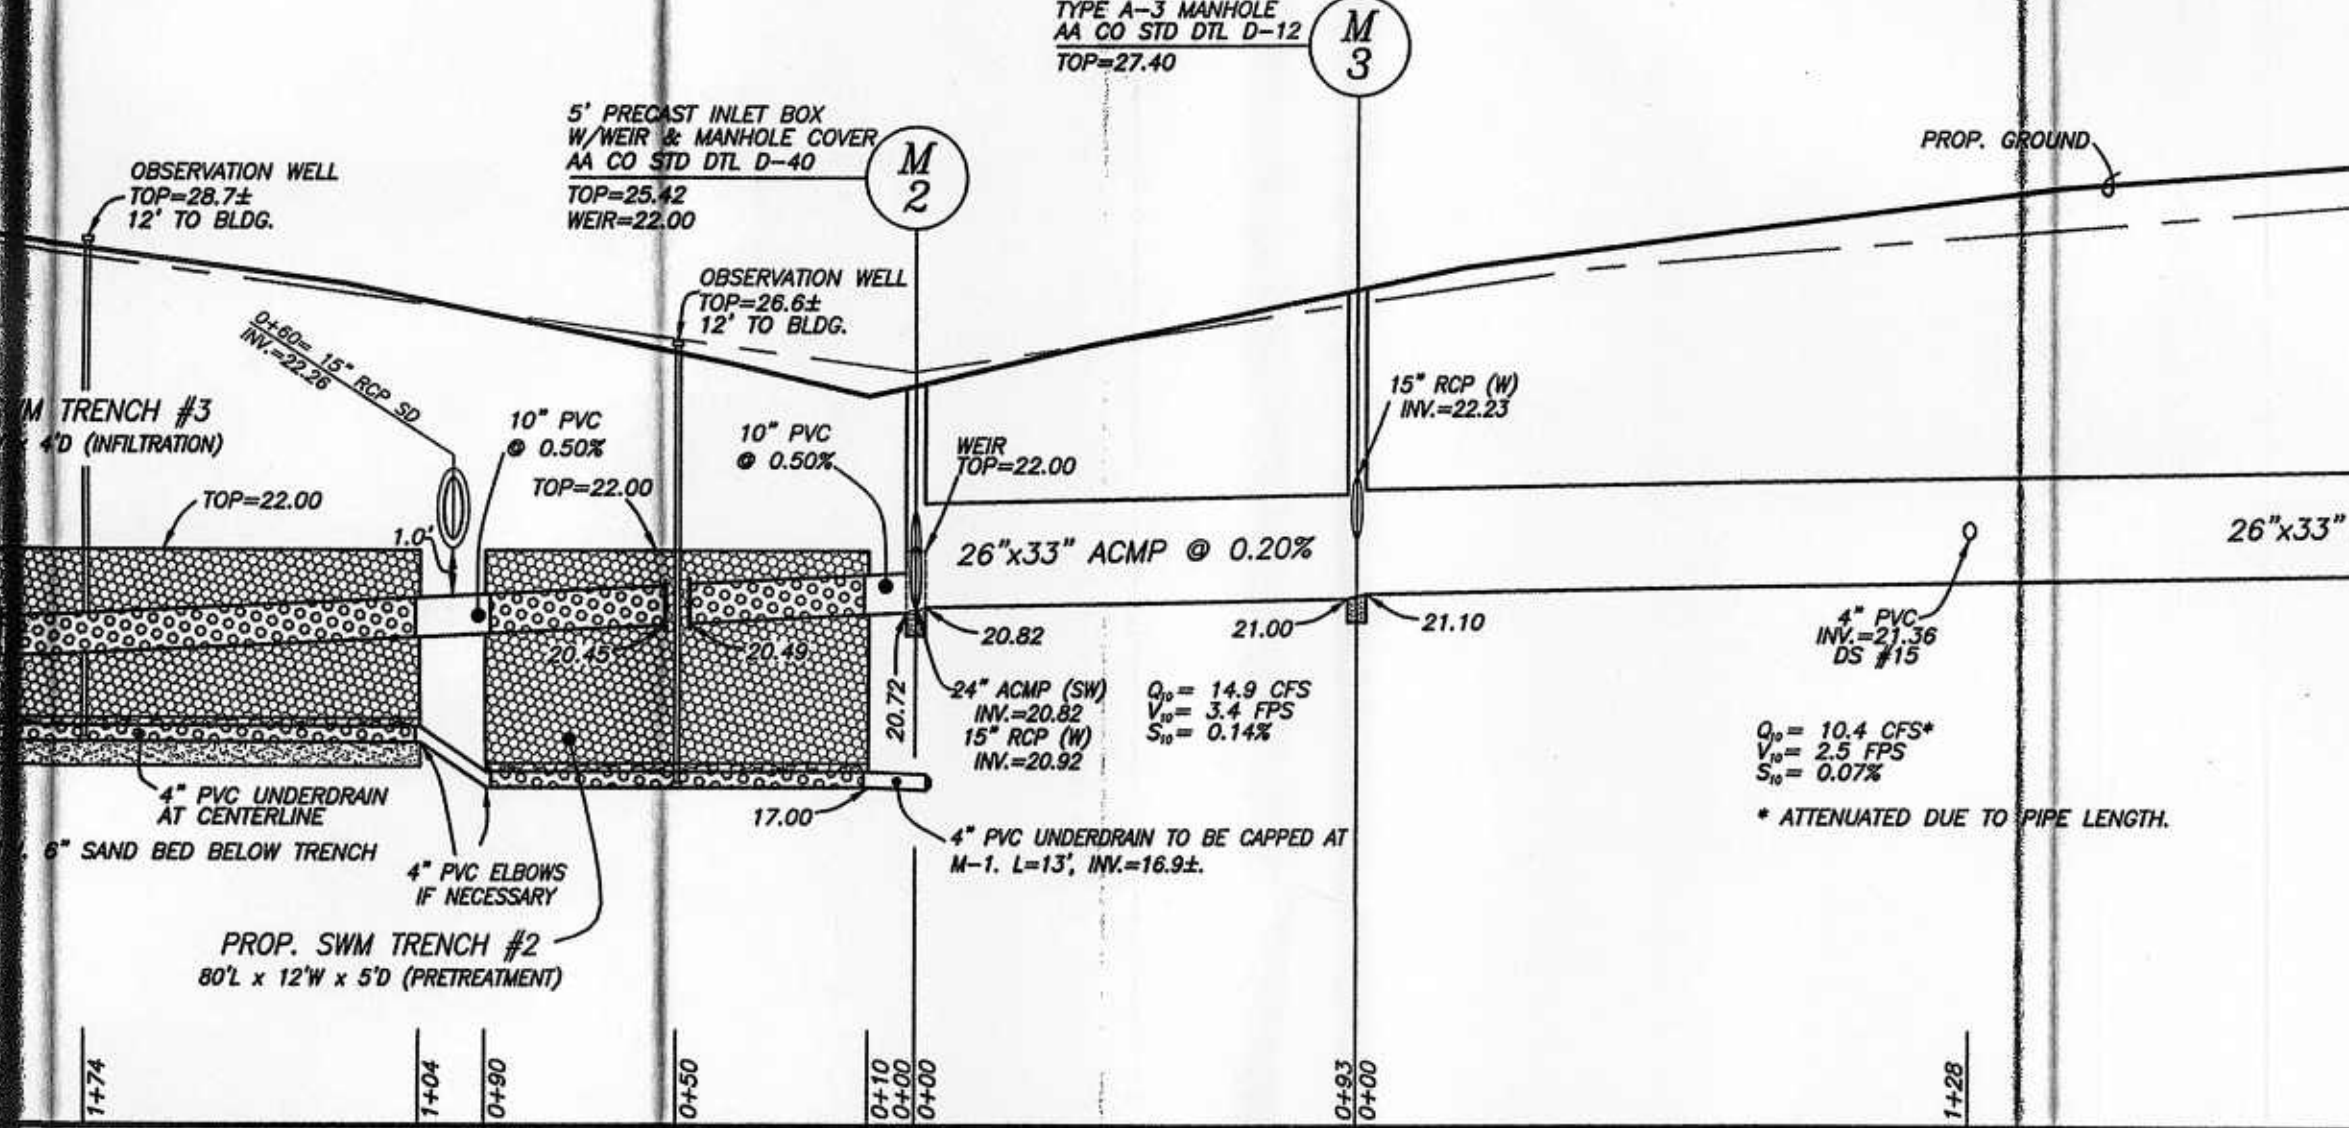 TYPE A-3 MANHOLE
AA CO STD DTL D-12
TOP=27.40
M
3
5' PRECAST INLET BOX
W/WEIR & MANHOLE COVER
AA CO STD DTL D-40
TOP=25.42
WEIR=22.00
M
2
PROP. GROUND
OBSERVATION WELL
TOP=28.7±
12' TO BLDG.
OBSERVATION WELL
TOP=26.6±
12' TO BLDG.
0+60= 15" RCP SD
INV.=22.26
TRENCH #3
4'D (INFILTRATION)
TOP=22.00
1.0'
10" PVC
@ 0.50%
TOP=22.00
10" PVC
@ 0.50%
WEIR
TOP=22.00
15" RCP (W)
INV.=22.23
26"x33" ACMP @ 0.20%
26"x33"
20.45
20.49
20.82
21.00
21.10
4" PVC
INV.=21.36
DS #15
20.72
24" ACMP (SW)
INV.=20.82
15" RCP (W)
INV.=20.92
Q10= 14.9 CFS
V10= 3.4 FPS
S10= 0.14%
Q10= 10.4 CFS*
V10= 2.5 FPS
S10= 0.07%
* ATTENUATED DUE TO PIPE LENGTH.
4" PVC UNDERDRAIN
AT CENTERLINE
6" SAND BED BELOW TRENCH
17.00
4" PVC UNDERDRAIN TO BE CAPPED AT
M-1. L=13', INV.=16.9±.
4" PVC ELBOWS
IF NECESSARY
PROP. SWM TRENCH #2
80'L x 12'W x 5'D (PRETREATMENT)
1+74
1+04
0+90
0+50
0+10
0+00
0+00
0+93
0+00
1+28